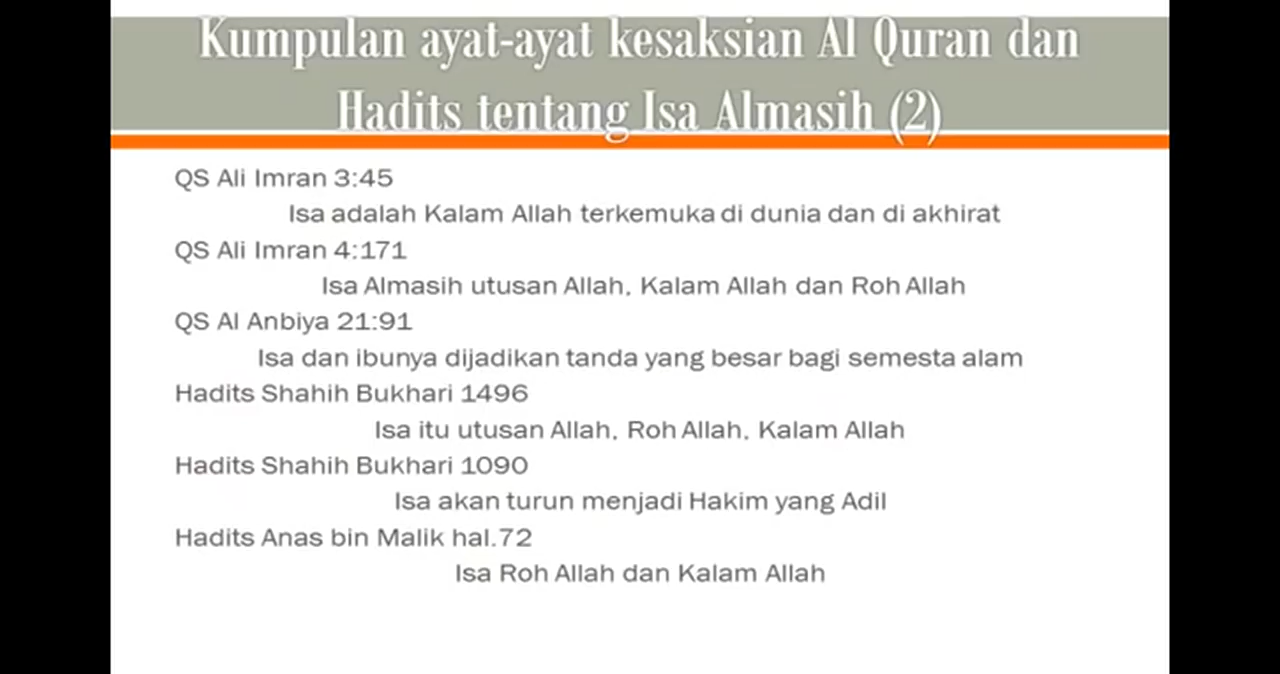 Kumpulan ayat-ayat kesaksian Al Quran dan
Hadits tentang Isa Almasih (2)
QS Ali Imran 3:45
Isa adalah Kalam Allah terkemuka di dunia dan di akhirat
QS Ali Imran 4:171
Isa Almasih utusan Allah, Kalam Allah dan Roh Allah
QS Al Anbiya 21:91
Isa dan ibunya dijadikan tanda yang besar bagi semesta alam
Hadits Shahih Bukhari 1496
Isa itu utusan Allah, Roh Allah, Kalam Allah
Hadits Shahih Bukhari 1090
Isa akan turun menjadi Hakim yang Adil
Hadits Anas bin Malik hal.72
Isa Roh Allah dan Kalam Allah